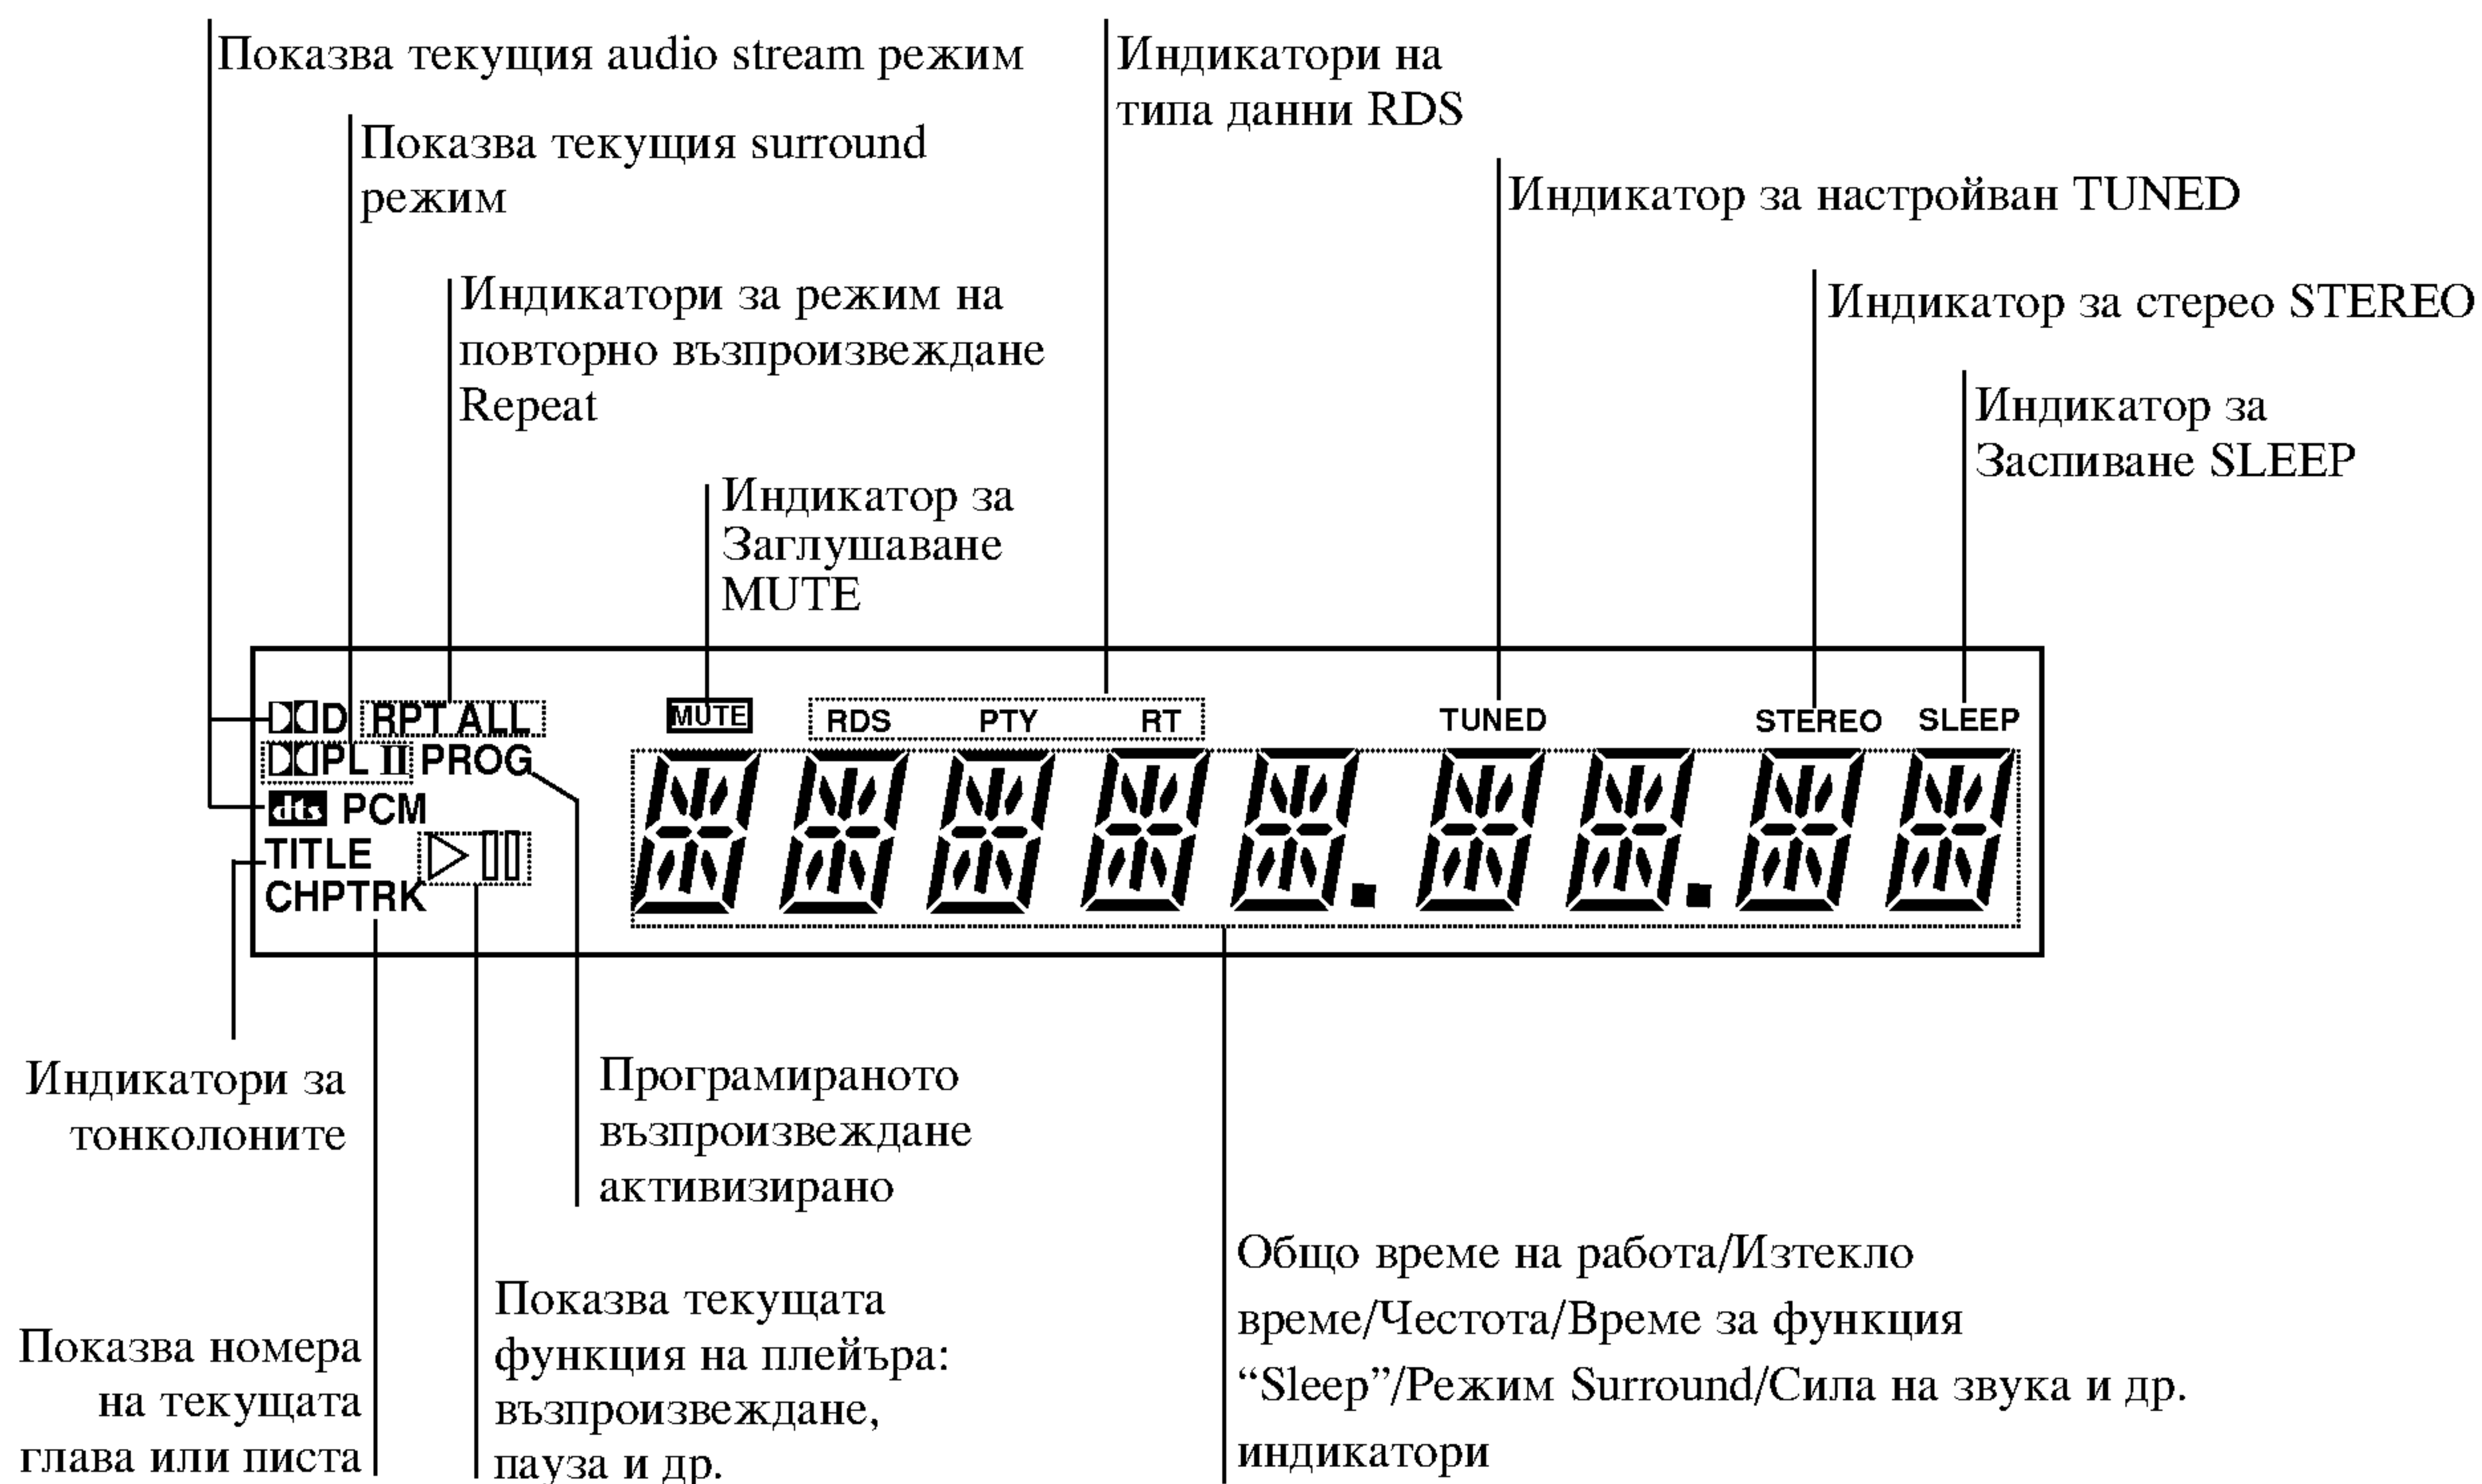 Показва текущия audio stream режим
Показва текущия surround
режим
Индикатори за режим на
повторно възпроизвеждане
Repeat
Индикатор за
Заглушаване
MUTE
Индикатори на
типа данни RDS
Индикатор за настройван TUNED
Индикатор за стерео STEREO
Индикатор за
Заспиване SLEEP
D RPT ALL MUTE RDS PTY RT TUNED STEREO SLEEP
PL II PROG
dts PCM
TITLE
CHPTRK
Индикатори за
тонколоните
Показва номера
на текущата
глава или писта
Програмираното
възпроизвеждане
активизирано
Показва текущата
функция на плейъра:
възпроизвеждане,
пауза и др.
Общо време на работа/Изтекло
време/Честота/Време за функция
“Sleep”/Режим Surround/Сила на звука и др.
индикатори